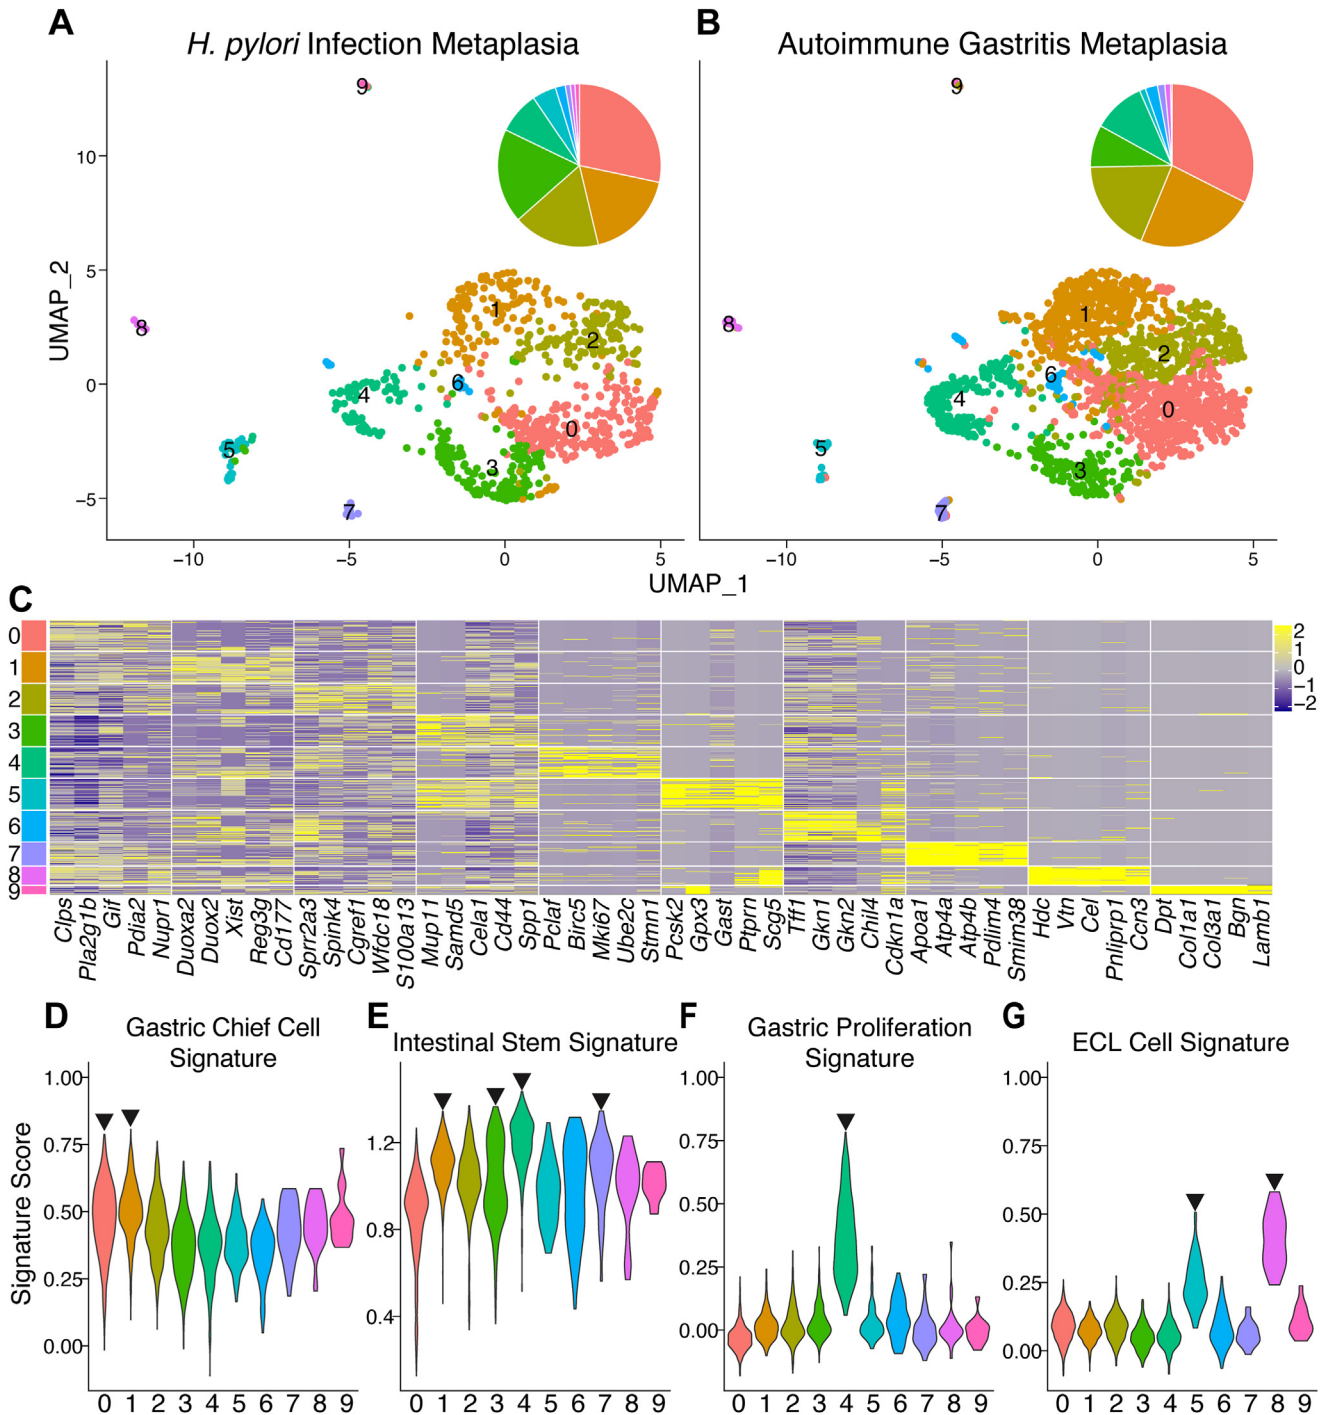 A
H. pylori Infection Metaplasia
B
Autoimmune Gastritis Metaplasia
UMAP_2
10
5
0
−5
−10
−5
0
5
9
8
1
2
6
4
0
5
3
7
−10
−5
0
5
9
8
1
2
6
4
0
5
3
7
UMAP_1
C
0
1
2
3
4
5
6
7
8
9
2
1
0
−1
−2
Clps
Pla2g1b
Gif
Pdia2
Nupr1
Duoxa2
Duox2
Xist
Reg3g
Cd177
Sprr2a3
Spink4
Cgref1
Wfdc18
S100a13
Mup11
Samd5
Cela1
Cd44
Spp1
Pclaf
Birc5
Mki67
Ube2c
Stmn1
Pcsk2
Gpx3
Gast
Ptprn
Scg5
Tff1
Gkn1
Gkn2
Chil4
Cdkn1a
Apoa1
Atp4a
Atp4b
Pdlim4
Smim38
Hdc
Vtn
Cel
Pnliprp1
Ccn3
Dpt
Col1a1
Col3a1
Bgn
Lamb1
D
Gastric Chief Cell
Signature
Signature Score
1.00
0.75
0.50
0.25
0.00
0 1 2 3 4 5 6 7 8 9
E
Intestinal Stem Signature
1.2
0.8
0.4
0 1 2 3 4 5 6 7 8 9
F
Gastric Proliferation
Signature
1.00
0.75
0.50
0.25
0.00
0 1 2 3 4 5 6 7 8 9
G
ECL Cell Signature
1.00
0.75
0.50
0.25
0.00
0 1 2 3 4 5 6 7 8 9